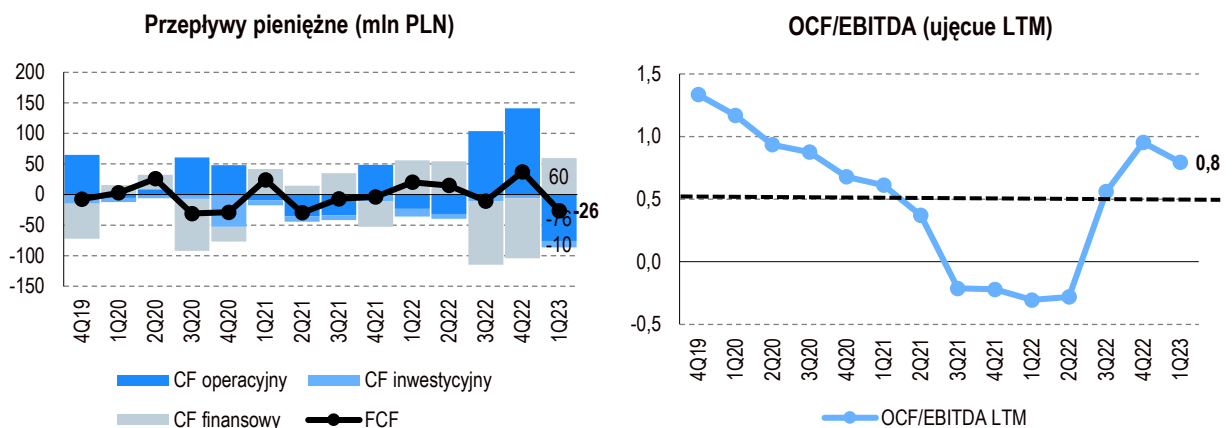 Przepływy pieniężne (mln PLN)
200
150
100
50
0
-50
-100
-150
60
-26
-76
-10
4Q19
1Q20
2Q20
3Q20
4Q20
1Q21
2Q21
3Q21
4Q21
1Q22
2Q22
3Q22
4Q22
1Q23
CF operacyjny
CF inwestycyjny
CF finansowy
FCF
OCF/EBITDA (ujęcue LTM)
1,5
1,0
0,5
0,0
-0,5
0,8
4Q19
1Q20
2Q20
3Q20
4Q20
1Q21
2Q21
3Q21
4Q21
1Q22
2Q22
3Q22
4Q22
1Q23
OCF/EBITDA LTM